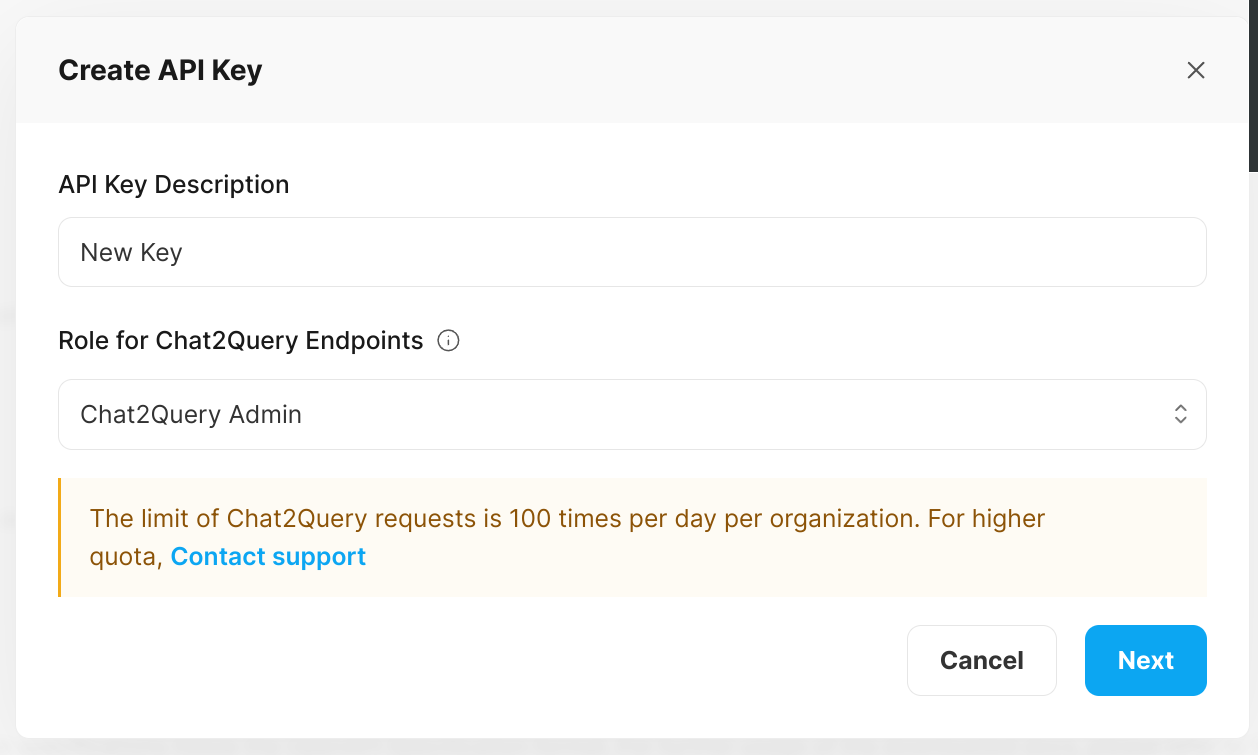 Create API Key
API Key Description
New Key
Role for Chat2Query Endpoints
Chat2Query Admin
The limit of Chat2Query requests is 100 times per day per organization. For higher
quota, Contact support
Cancel
Next